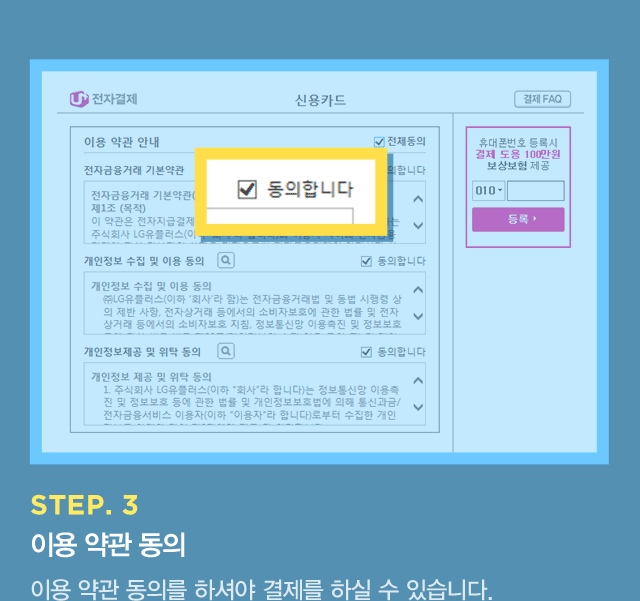 U+ 전자결제
신용카드
결제 FAQ
이용 약관 안내
전체동의
전자금융거래 기본약관
합니다
동의합니다
전자금융거래 기본약관(
제1조 (목적)
이 약관은 전자지급결제
는
주식회사 LG유플러스(이
개인정보 수집 및 이용 동의
동의합니다
개인정보 수집 및 이용 동의
㈜LG유플러스(이하 '회사'라 함)는 전자금융거래법 및 동법 시행령 상
의 제반 사항, 전자상거래 등에서의 소비자보호에 관한 법률 및 전자
상거래 등에서의 소비자보호 지침, 정보통신망 이용촉진 및 정보보호
개인정보제공 및 위탁 동의
동의합니다
개인정보 제공 및 위탁 동의
1. 주식회사 LG유플러스(이하 "회사"라 합니다)는 정보통신망 이용촉
진 및 정보보호 등에 관한 법률 및 개인정보보호법에 의해 통신과금/
전자금융서비스 이용자(이하 "이용자"라 합니다)로부터 수집한 개인
휴대폰번호 등록시
결제 도용 100만원
보상보험 제공
010
등록
STEP. 3
이용 약관 동의
이용 약관 동의를 하셔야 결제를 하실 수 있습니다.